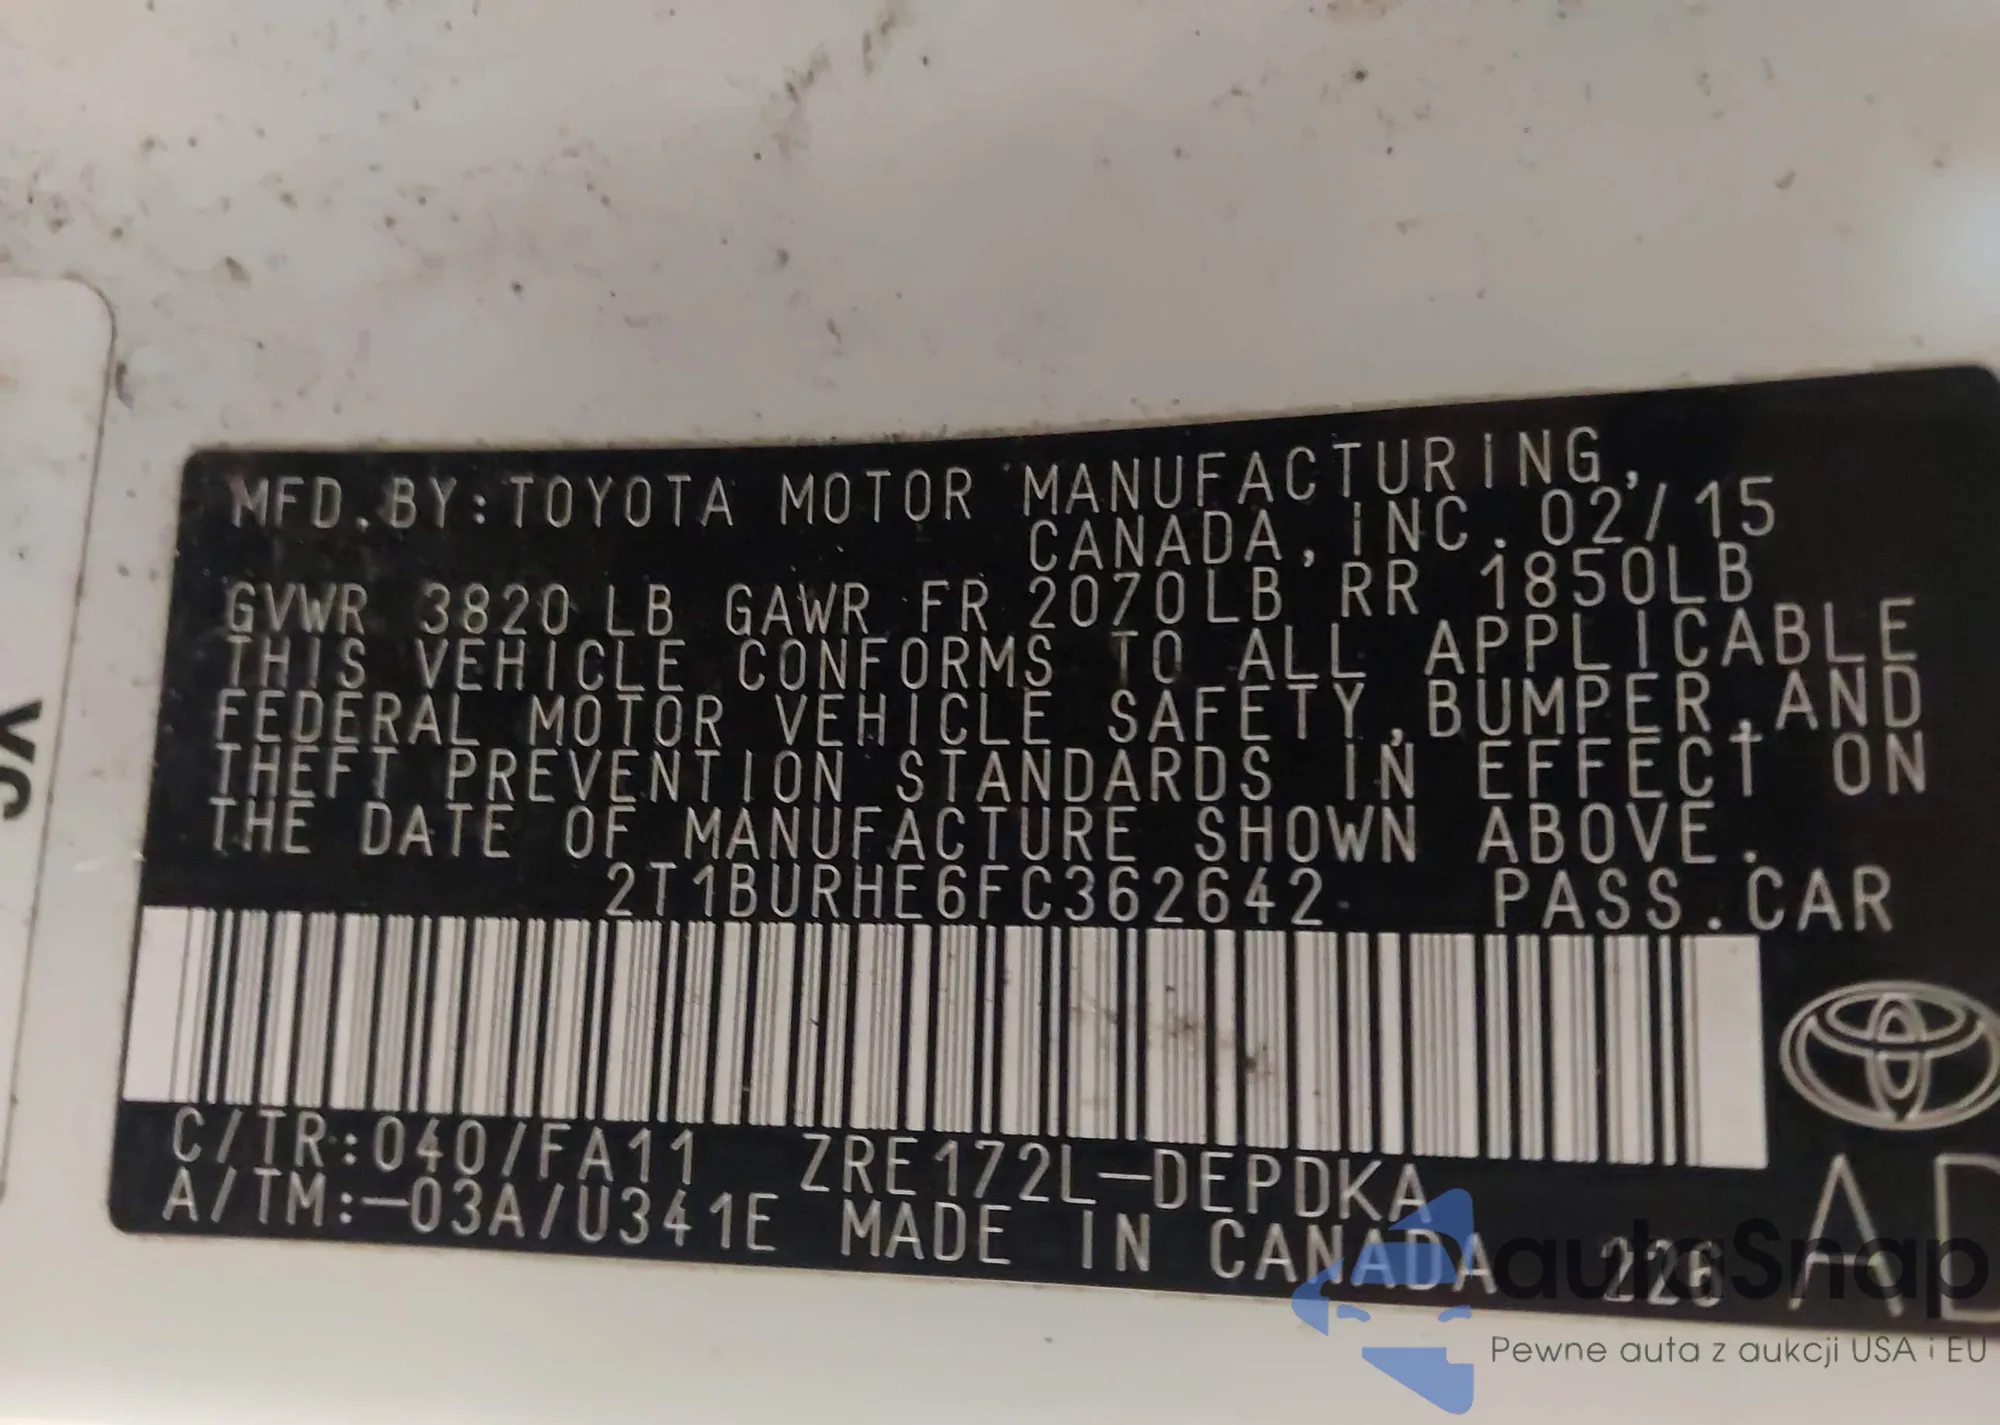 MFD.BY:TOYOTA MOTOR MANUFACTURING,
CANADA, INC. 02/15
GVWR 3820 LB GAWR FR 2070LB RR 1850LB
THIS VEHICLE CONFORMS TO ALL APPLICABLE
FEDERAL MOTOR VEHICLE SAFETY,BUMPER,AND
THEFT PREVENTION STANDARDS IN EFFECT ON
THE DATE OF MANUFACTURE SHOWN ABOVE.
2T1BURHE6FC362642 PASS.CAR
C/TR:040/FA11 ZRE172L-DEPDKA
A/TM:-03A/U341E MADE IN CANADA 226
AD
autoSnap
Pewne auta z aukcji USA i EU